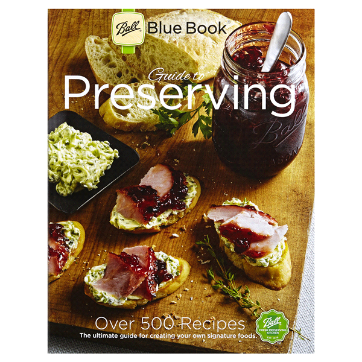 Ball Blue Book
Guide to
Preserving
Ball
Over 500 Recipes
The ultimate guide for creating your own signature foods.
Ball